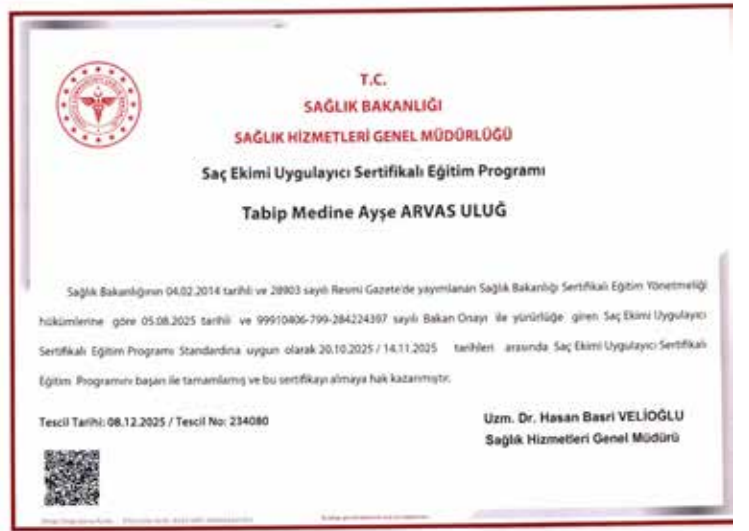 T.C.
SAĞLIK BAKANLIĞI
SAĞLIK HİZMETLERİ GENEL MÜDÜRLÜĞÜ
Saç Ekimi Uygulayıcı Sertifikalı Eğitim Programı
Tabip Medine Ayşe ARVAS ULUĞ
Sağlık Bakanlığının 04.02.2014 tarihli ve 28903 sayılı Resmi Gazete'de yayımlanan Sağlık Bakanlığı Sertifikalı Eğitim Yönetmeliği
hükümlerine göre 05.08.2025 tarihli ve 99910406-799-284224397 sayılı Bakan Onayı ile yürürlüğe giren Saç Ekimi Uygulayıcı
Sertifikalı Eğitim Programı Standardına uygun olarak 20.10.2025 / 14.11.2025 tarihleri arasında Saç Ekimi Uygulayıcı Sertifikalı
Eğitim Programını başarı ile tamamlamış ve bu sertifikayı almaya hak kazanmıştır.
Tescil Tarihi: 08.12.2025 / Tescil No: 234080
Uzm. Dr. Hasan Basri VELİOĞLU
Sağlık Hizmetleri Genel Müdürü